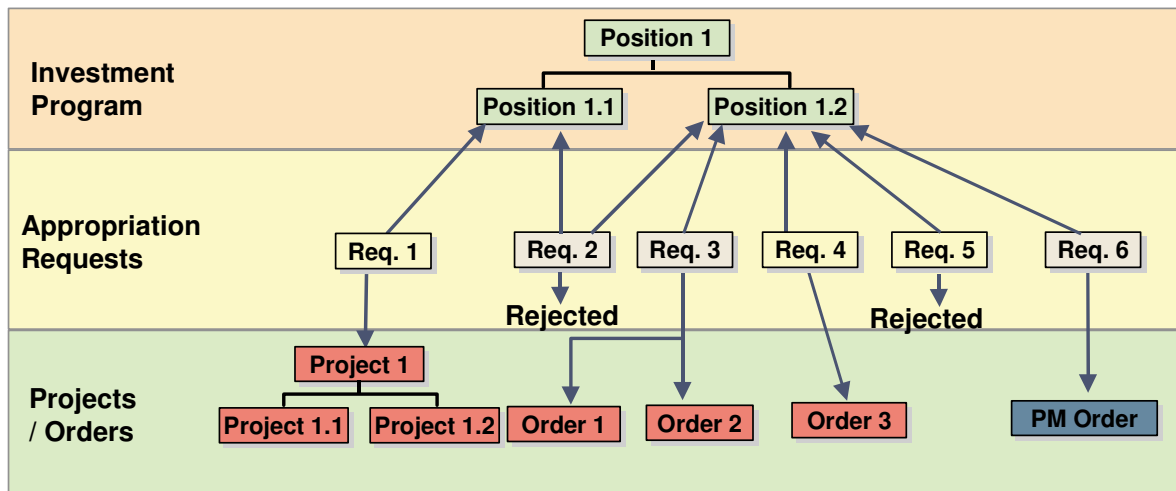 Position 1
Investment
Program
Position 1.1
Position 1.2
Appropriation
Requests
Req. 1
Req. 2
Req. 3
Req. 4
Req. 5
Req. 6
Rejected
Rejected
Projects
/ Orders
Project 1
Project 1.1
Project 1.2
Order 1
Order 2
Order 3
PM Order